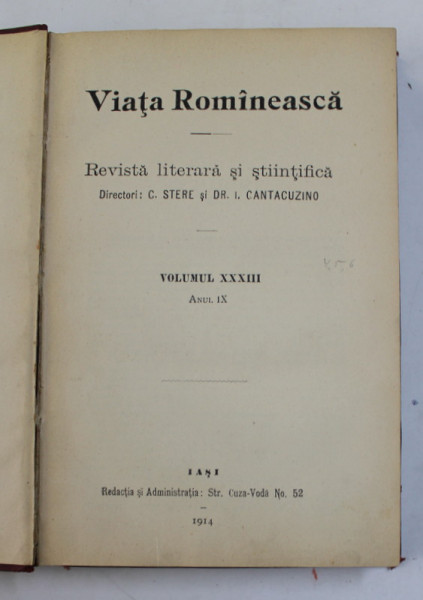 Viaţa Romînească
Revistă literară şi ştiinţifică
Directori: C. STERE şi DR. I. CANTACUZINO
VOLUMUL XXXIII
ANUL IX
IAŞI
Redacţia şi Administraţia: Str. Cuza-Vodă No. 52
1914